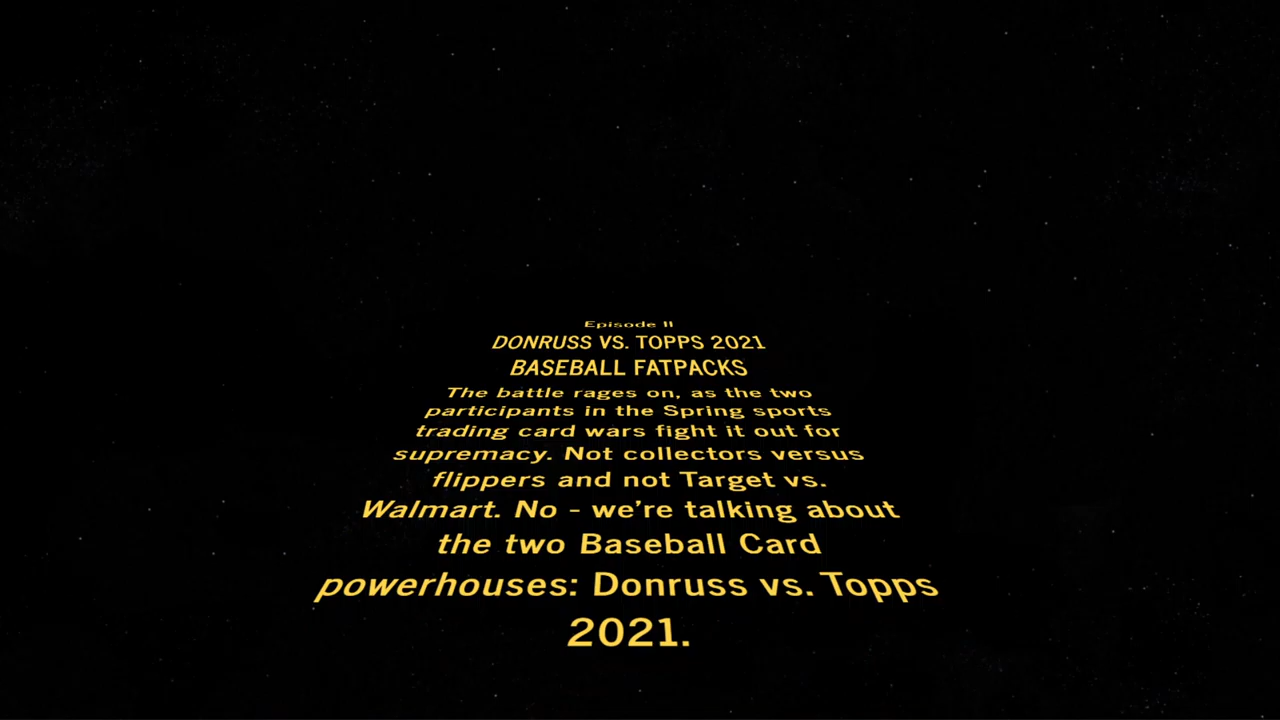 Episode II
DONRUSS VS. TOPPS 2021
BASEBALL FATPACKS
The battle rages on, as the two
participants in the Spring sports
trading card wars fight it out for
supremacy. Not collectors versus
flippers and not Target vs.
Walmart. No - we're talking about
the two Baseball Card
powerhouses: Donruss vs. Topps
2021.